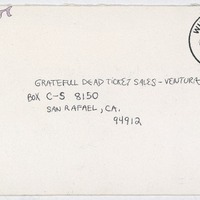 GRATEFUL DEAD TICKET SALES - VENTURA
BOX C-S 8150
SAN RAFAEL, CA.
94912